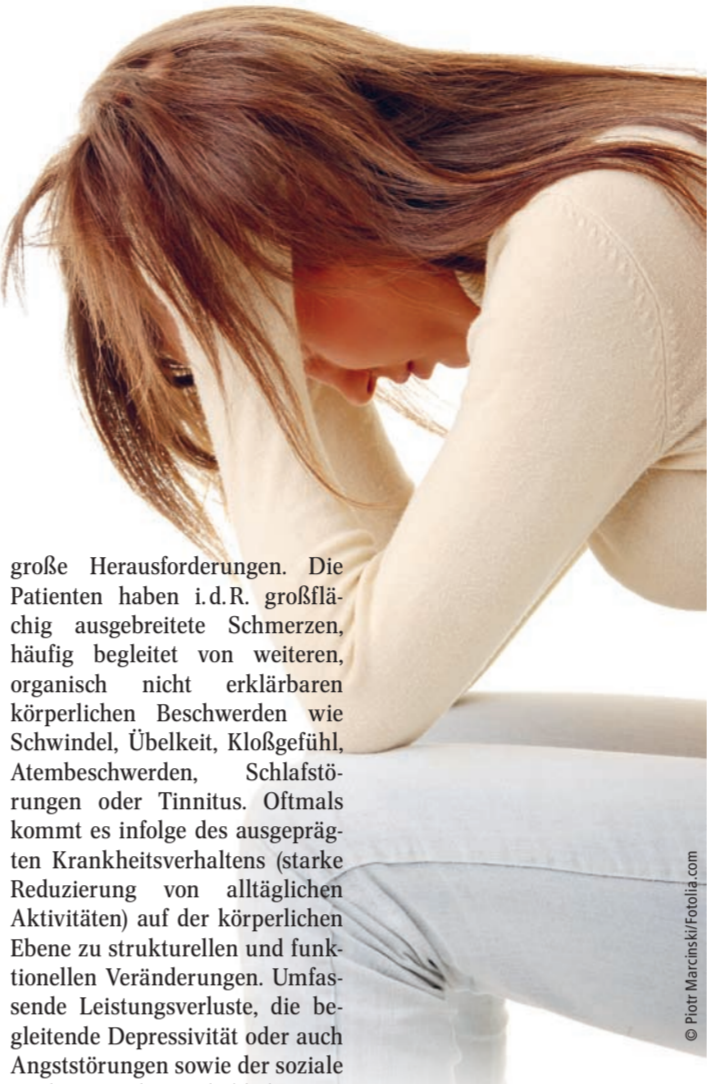 große Herausforderungen. Die
Patienten haben i.d.R. großflä-
chig ausgebreitete Schmerzen,
häufig begleitet von weiteren,
organisch nicht erklärbaren
körperlichen Beschwerden wie
Schwindel, Übelkeit, Kloßgefühl,
Atembeschwerden, Schlafstö-
rungen oder Tinnitus. Oftmals
kommt es infolge des ausgepräg-
ten Krankheitsverhaltens (starke
Reduzierung von alltäglichen
Aktivitäten) auf der körperlichen
Ebene zu strukturellen und funk-
tionellen Veränderungen. Umfas-
sende Leistungsverluste, die be-
gleitende Depressivität oder auch
Angststörungen sowie der soziale
© Piotr Marcinski/Fotolia.com